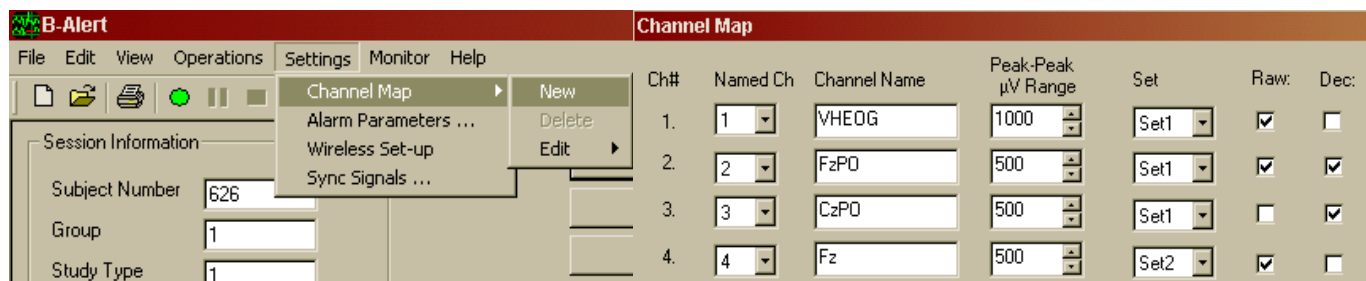 B-Alert
File Edit View Operations Settings Monitor Help
Channel Map New
Alarm Parameters ... Delete
Wireless Set-up Edit
Sync Signals ...
Session Information
Subject Number 626
Group 1
Study Type 1
Channel Map
Ch# Named Ch Channel Name Peak-Peak µV Range Set Raw: Dec:
1. 1 VHEOG 1000 Set1
2. 2 FzPO 500 Set1
3. 3 CzPO 500 Set1
4. 4 Fz 500 Set2